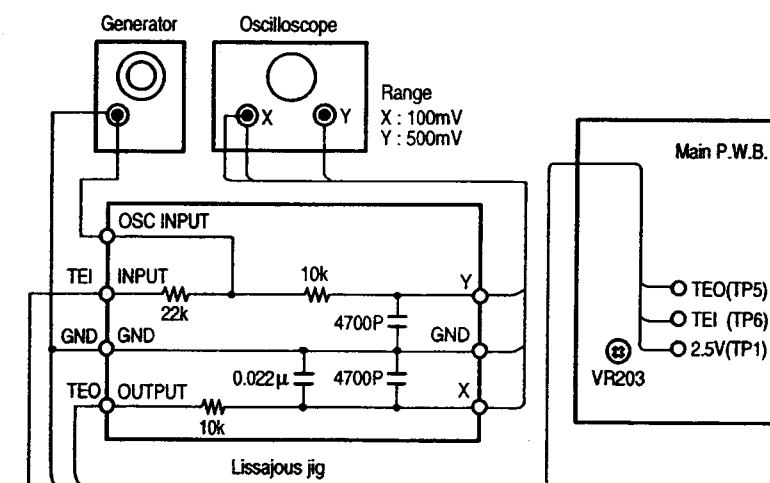 Generator
Oscilloscope
X
Y
Range
X : 100mV
Y : 500mV
Main P.W.B.
OSC INPUT
TEI
INPUT
22k
10k
Y
4700P
GND
GND
GND
0.022μ
4700P
TEO
OUTPUT
10k
X
Lissajous jig
TEO(TP5)
TEI (TP6)
2.5V(TP1)
VR203